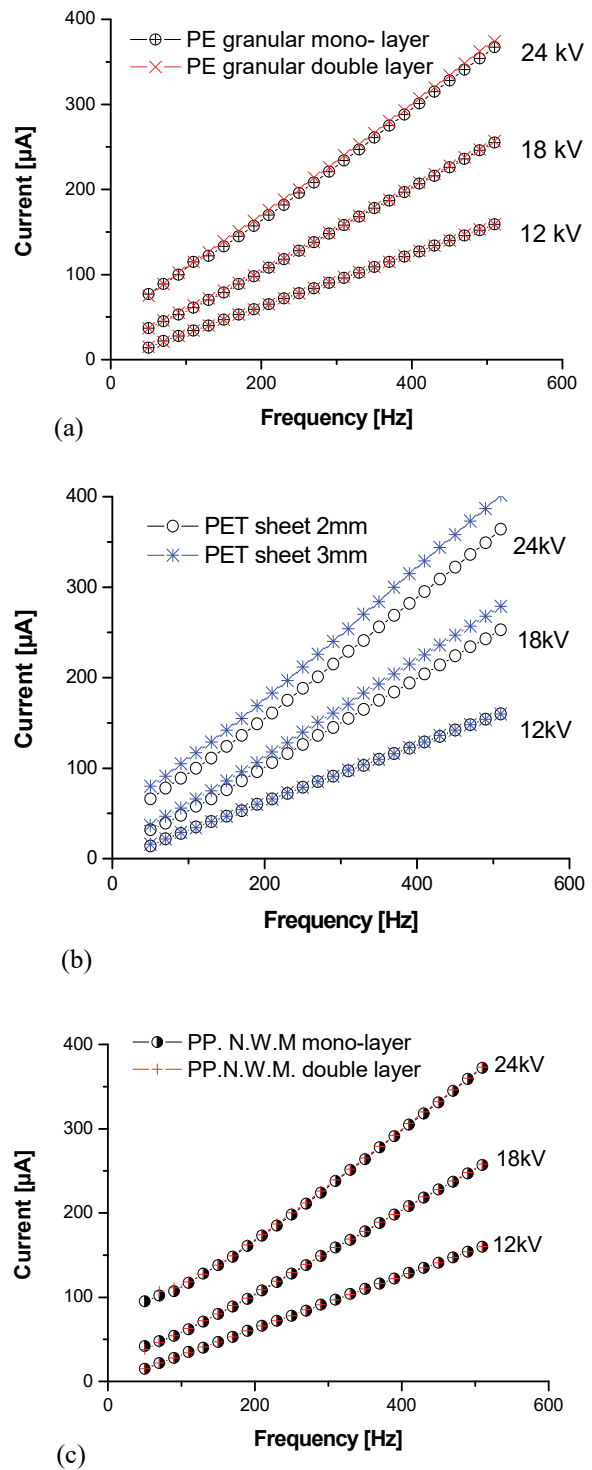 PE granular mono- layer
PE granular double layer
24 kV
18 kV
12 kV
400
300
200
100
0
Current [µA]
0 200 400 600
Frequency [Hz]
(a)
PET sheet 2mm
PET sheet 3mm
24kV
18kV
12kV
400
300
200
100
0
Current [µA]
0 200 400 600
Frequency [Hz]
(b)
PP. N.W.M mono-layer
PP.N.W.M. double layer
24kV
18kV
12kV
400
300
200
100
0
Current [µA]
0 200 400 600
Frequency [Hz]
(c)